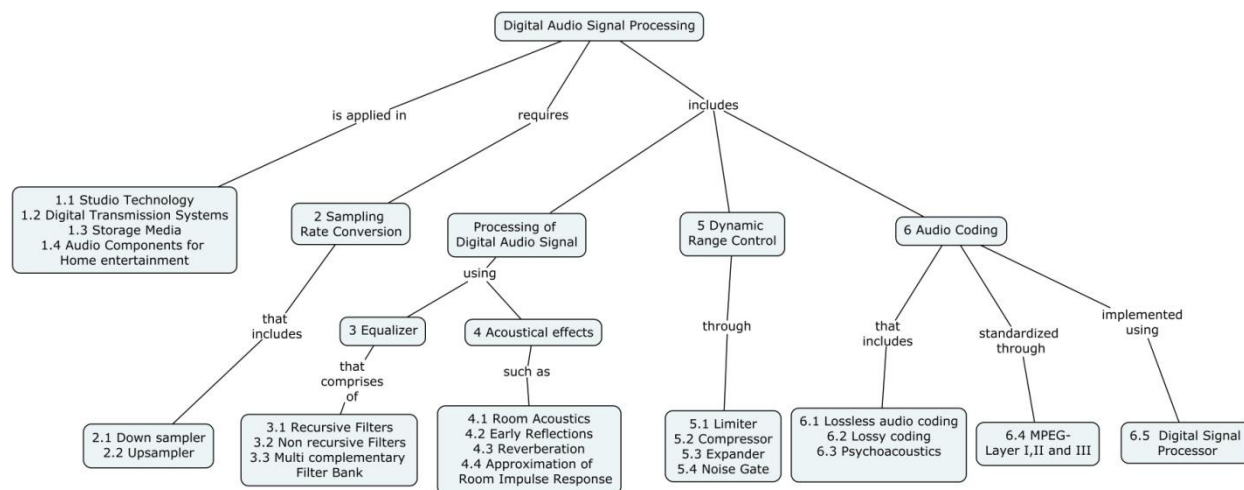 Digital Audio Signal Processing
is applied in
requires
includes
1.1 Studio Technology
1.2 Digital Transmission Systems
1.3 Storage Media
1.4 Audio Components for
Home entertainment
2 Sampling
Rate Conversion
Processing of
Digital Audio Signal
5 Dynamic
Range Control
6 Audio Coding
using
that
includes
3 Equalizer
4 Acoustical effects
through
that
includes
standardized
through
implemented
using
that
comprises
of
such as
2.1 Down sampler
2.2 Upsampler
3.1 Recursive Filters
3.2 Non recursive Filters
3.3 Multi complementary
Filter Bank
4.1 Room Acoustics
4.2 Early Reflections
4.3 Reverberation
4.4 Approximation of
Room Impulse Response
5.1 Limiter
5.2 Compressor
5.3 Expander
5.4 Noise Gate
6.1 Lossless audio coding
6.2 Lossy coding
6.3 Psychoacoustics
6.4 MPEG-
Layer I,II and III
6.5 Digital Signal
Processor